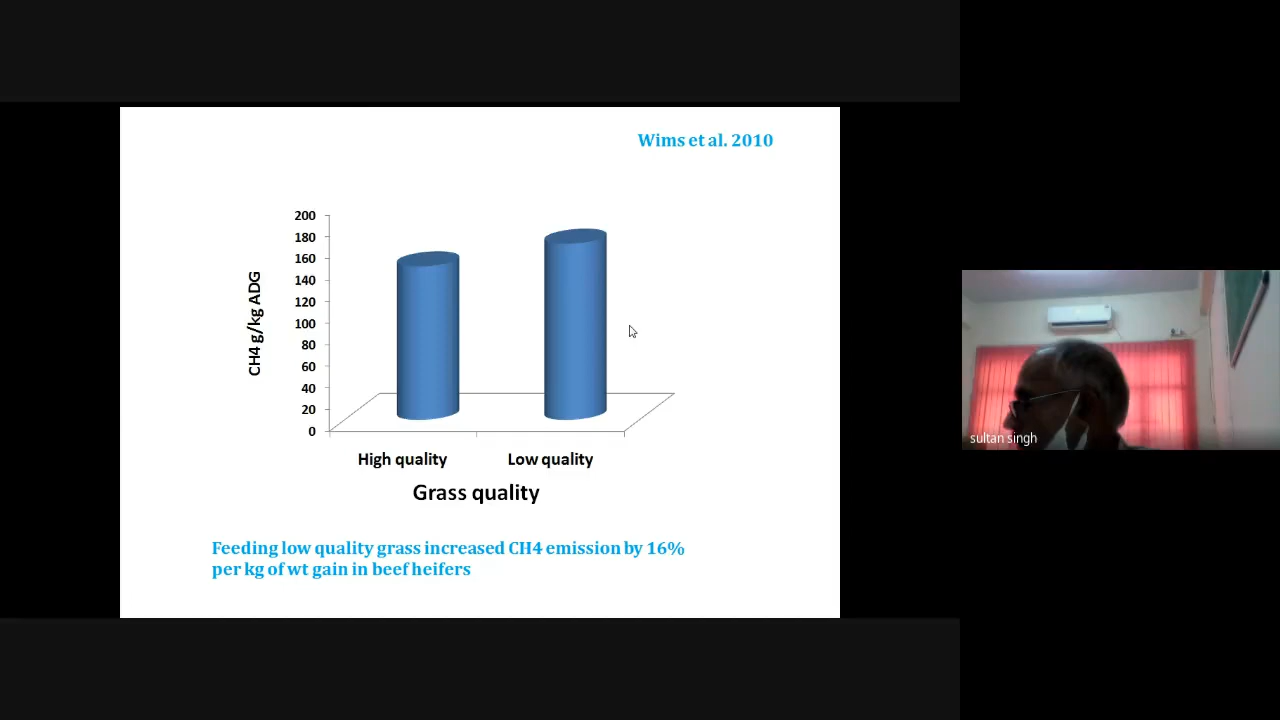 Wims et al. 2010
200
180
160
140
120
100
80
60
40
20
0
CH4 g/kg ADG
High quality
Low quality
Grass quality
Feeding low quality grass increased CH4 emission by 16%
per kg of wt gain in beef heifers
sultan singh